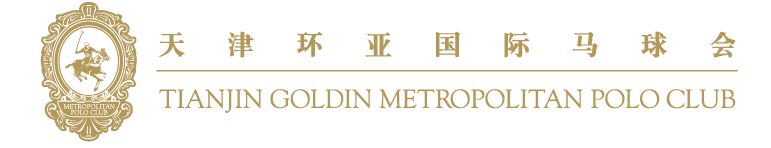 METROPOLITAN
POLO CLUB
天津环亚国际马球会
TIANJIN GOLDIN METROPOLITAN POLO CLUB